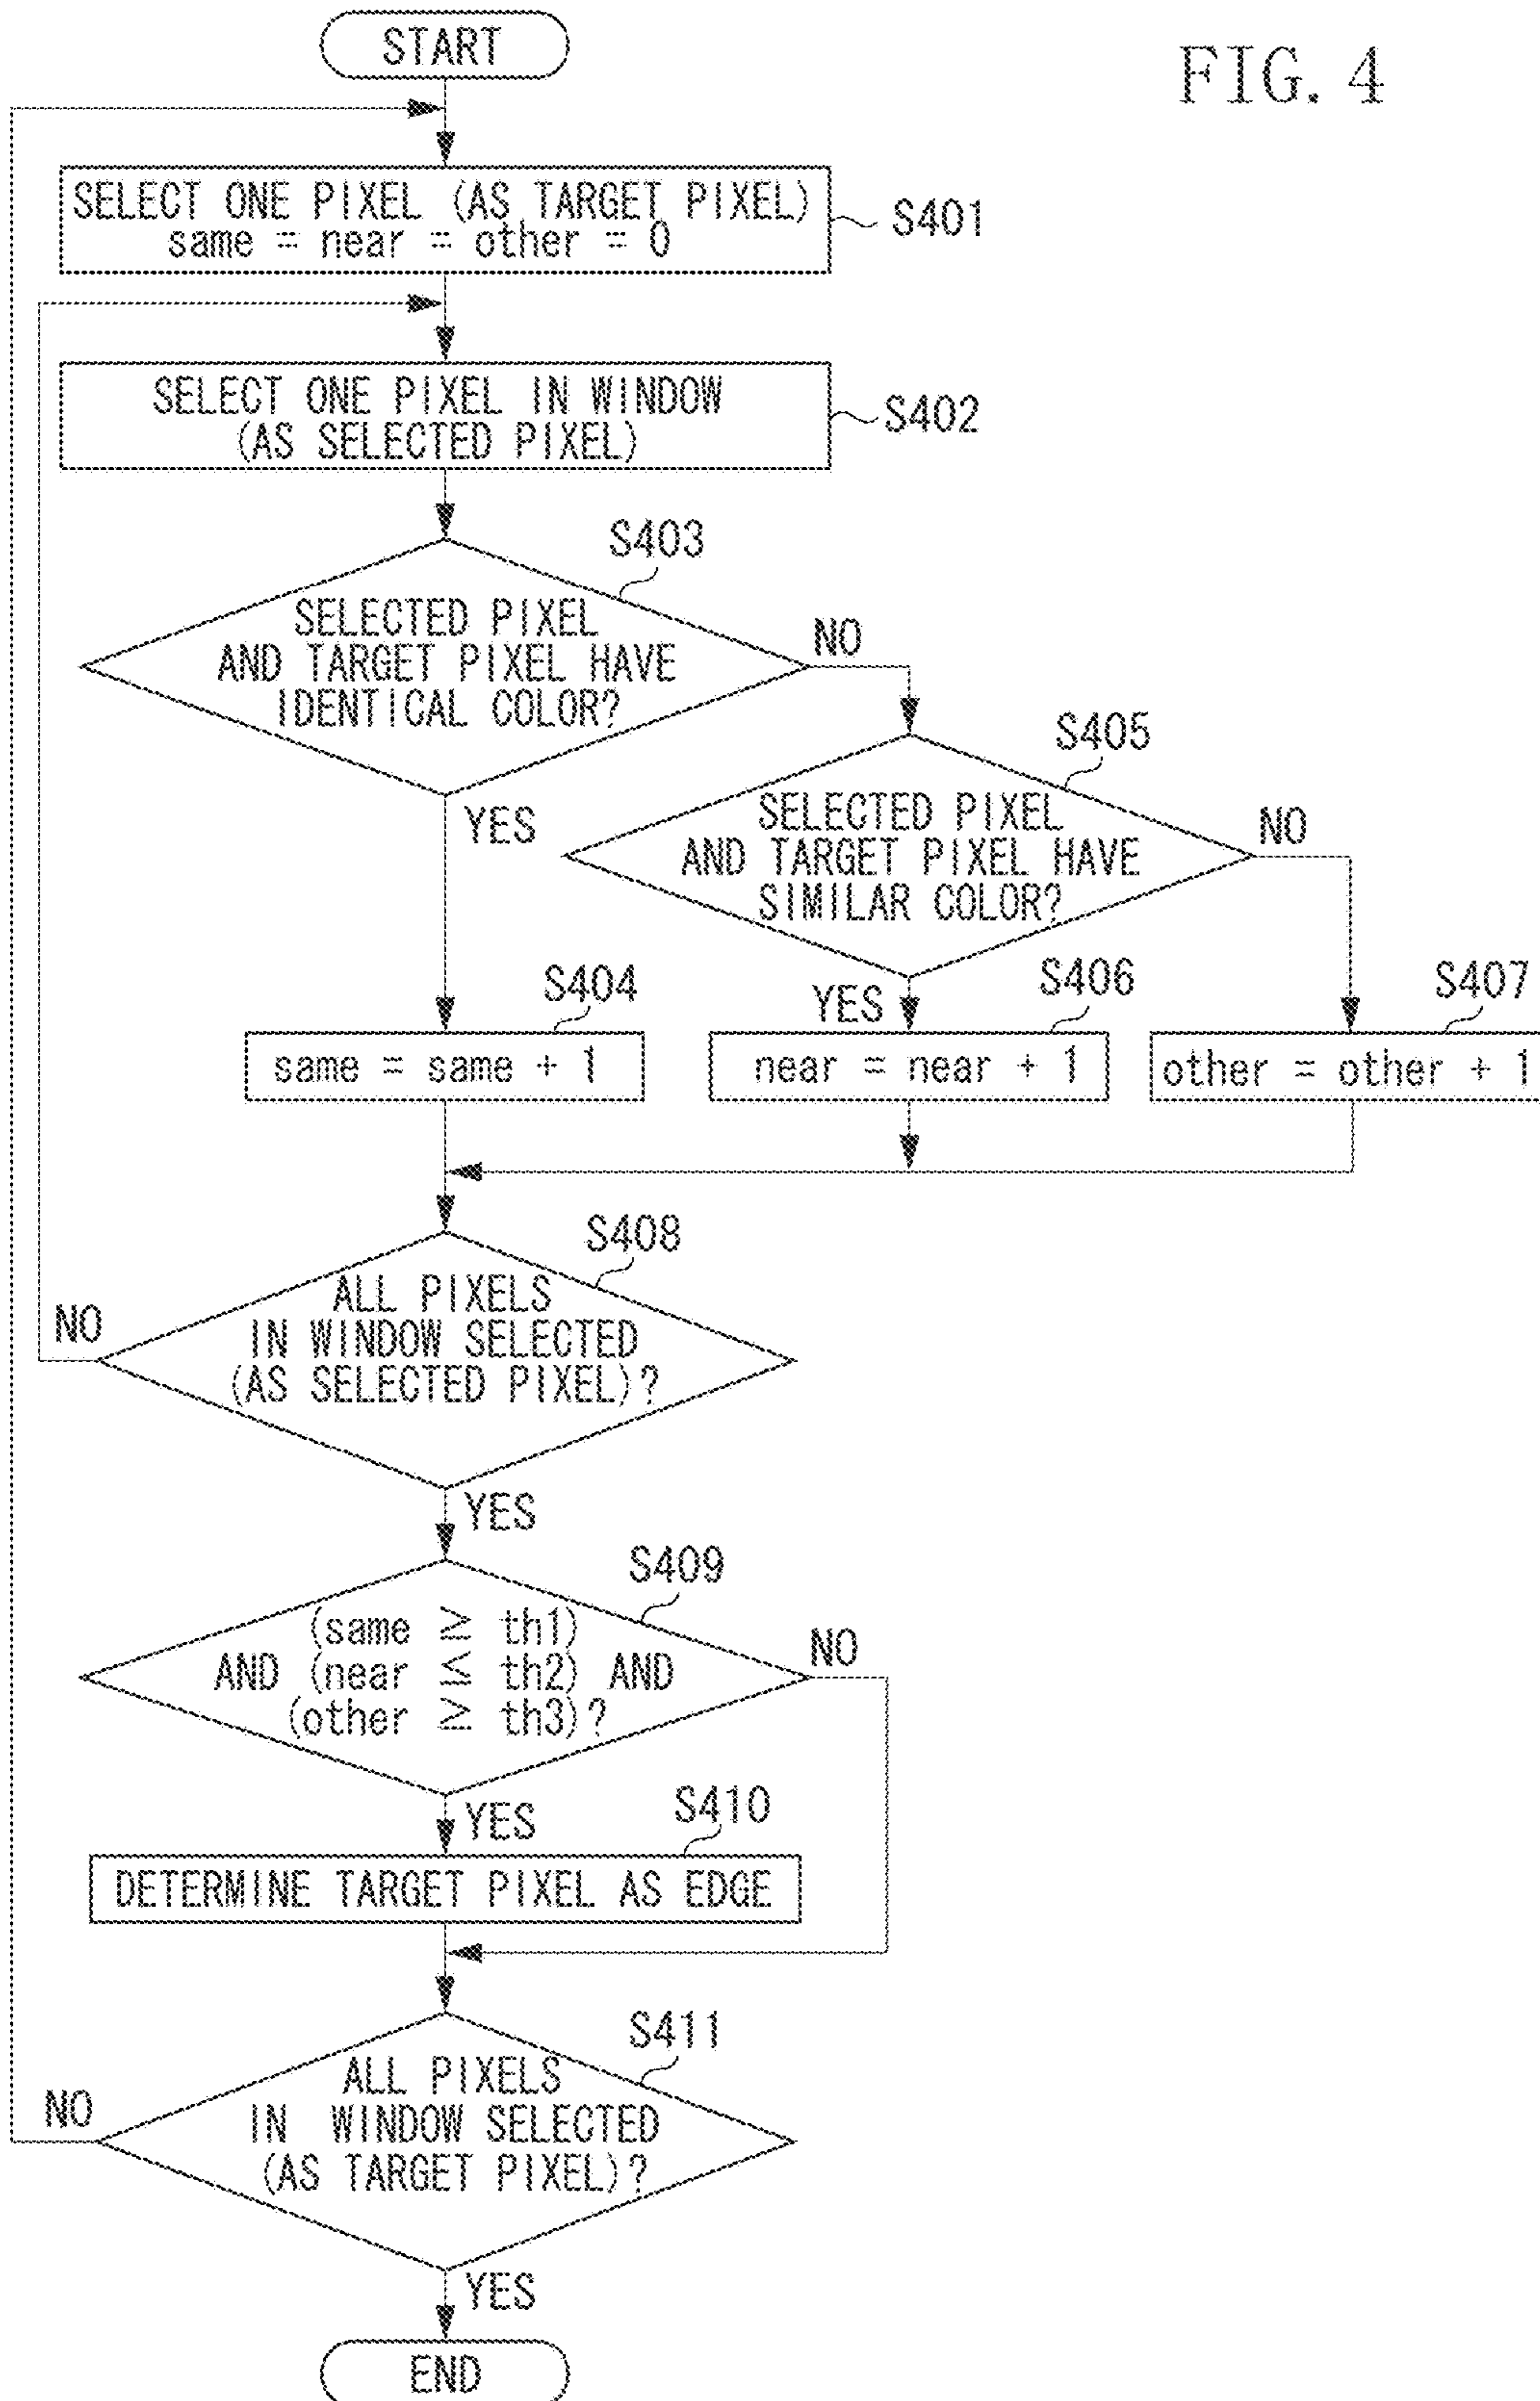 START
FIG. 4
SELECT ONE PIXEL (AS TARGET PIXEL)
same = near = other = 0
S401
SELECT ONE PIXEL IN WINDOW
(AS SELECTED PIXEL)
S402
S403
SELECTED PIXEL
AND TARGET PIXEL HAVE
IDENTICAL COLOR?
NO
YES
S405
SELECTED PIXEL
AND TARGET PIXEL HAVE
SIMILAR COLOR?
NO
YES
S404
same = same + 1
S406
near = near + 1
S407
other = other + 1
S408
ALL PIXELS
IN WINDOW SELECTED
(AS SELECTED PIXEL)?
NO
YES
S409
(same ≧ th1)
AND (near ≦ th2) AND
(other ≧ th3)?
NO
YES
S410
DETERMINE TARGET PIXEL AS EDGE
S411
ALL PIXELS
IN WINDOW SELECTED
(AS TARGET PIXEL)?
NO
YES
END